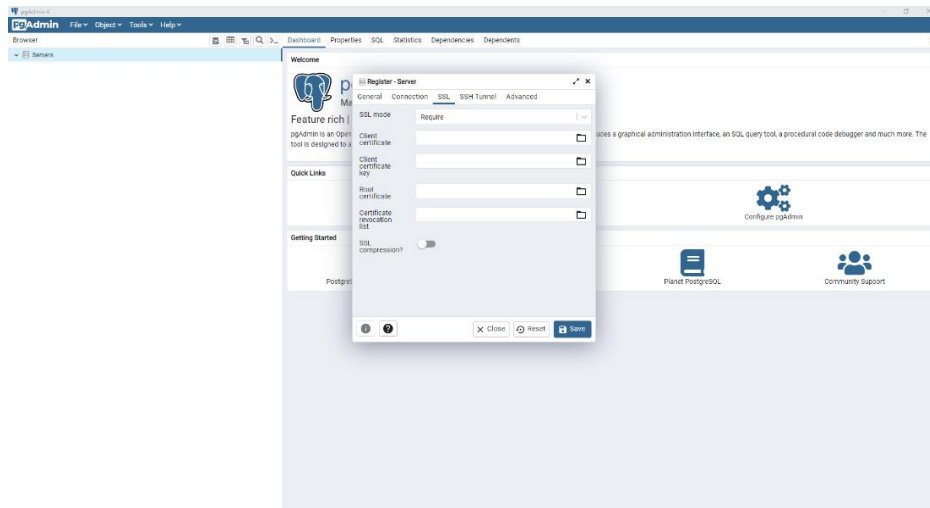 pgAdmin 4
pgAdmin File Object Tools Help
Browser
Dashboard Properties SQL Statistics Dependencies Dependents
Servers
Welcome
Register - Server
General Connection SSL SSH Tunnel Advanced
p
Ma
SSL mode Require
Feature rich |
Client certificate
pgAdmin is an Open
udes a graphical administration interface, an SQL query tool, a procedural code debugger and much more. The
tool is designed to a
Client certificate key
Quick Links
Root certificate
Certificate revocation list
Configure pgAdmin
Getting Started
SSL compression?
Postgre
Planet PostgreSQL
Community Support
Close Reset Save